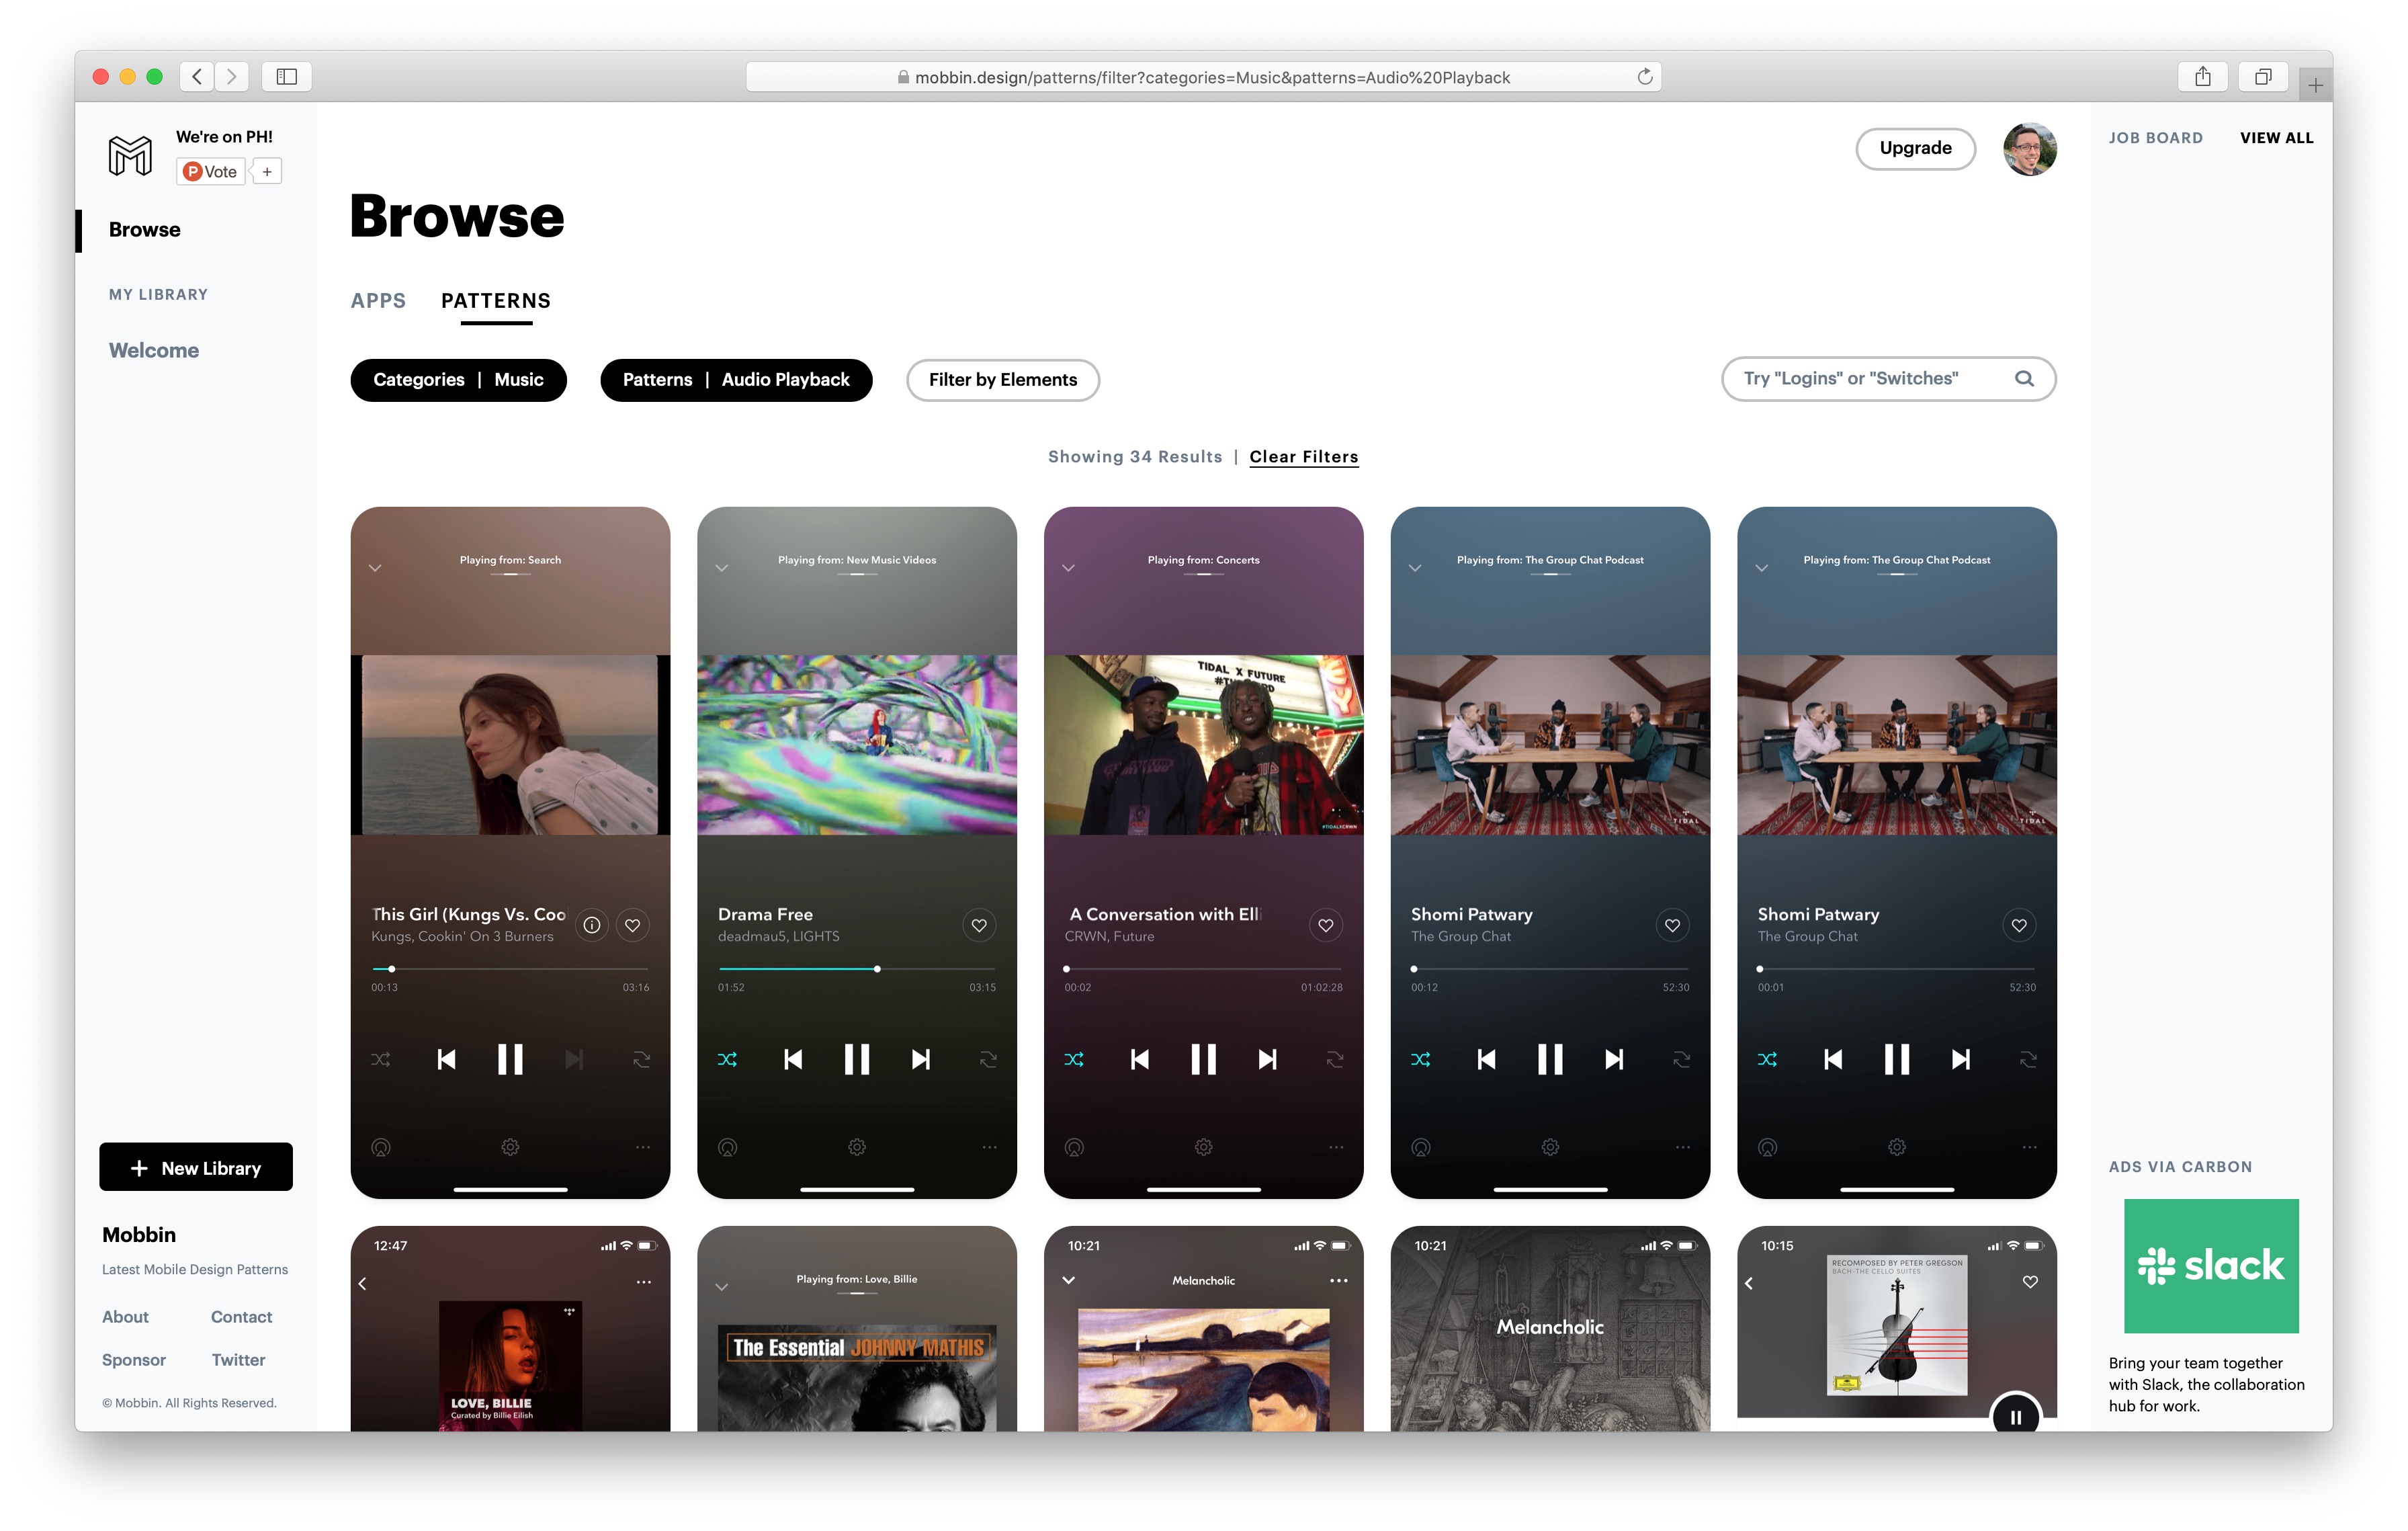 mobbin.design/patterns/filter?categories=Music&patterns=Audio%20Playback
We're on PH!
P Vote +
Browse
MY LIBRARY
Welcome
+ New Library
Mobbin
Latest Mobile Design Patterns
About Contact
Sponsor Twitter
© Mobbin. All Rights Reserved.
Upgrade
Browse
APPS PATTERNS
Categories | Music Patterns | Audio Playback Filter by Elements
Try "Logins" or "Switches"
Showing 34 Results | Clear Filters
Playing from: Search
This Girl (Kungs Vs. Coo
Kungs, Cookin' On 3 Burners
00:13 03:16
Playing from: New Music Videos
Drama Free
deadmau5, LIGHTS
01:52 03:15
Playing from: Concerts
TIDAL X FUTURE
#TIDALXCRWN
A Conversation with Elli
CRWN, Future
00:02 01:02:28
Playing from: The Group Chat Podcast
TIDAL
Shomi Patwary
The Group Chat
00:12 52:30
Playing from: The Group Chat Podcast
TIDAL
Shomi Patwary
The Group Chat
00:01 52:30
12:47
LOVE, BILLIE
Curated by Billie Eilish
Playing from: Love, Billie
The Essential JOHNNY MATHIS
10:21
Melancholic
10:21
Melancholic
10:15
RECOMPOSED BY PETER GREGSON
BACH-THE CELLO SUITES
JOB BOARD VIEW ALL
ADS VIA CARBON
slack
Bring your team together
with Slack, the collaboration
hub for work.